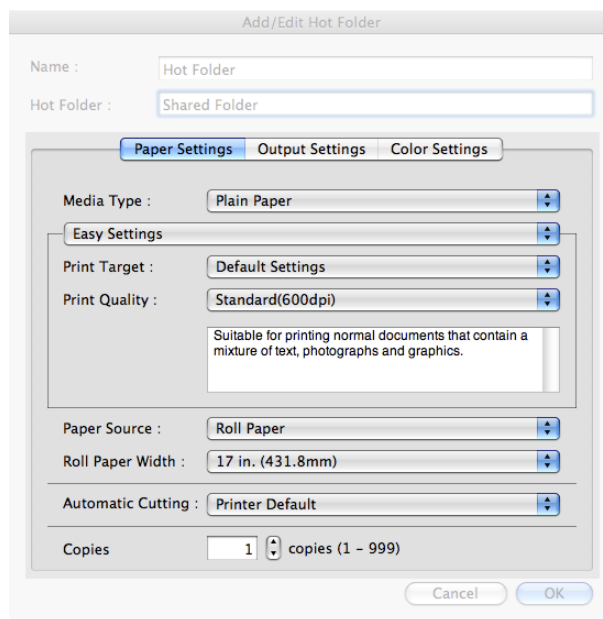 Add/Edit Hot Folder
Name : Hot Folder
Hot Folder : Shared Folder
Paper Settings Output Settings Color Settings
Media Type : Plain Paper
Easy Settings
Print Target : Default Settings
Print Quality : Standard(600dpi)
Suitable for printing normal documents that contain a
mixture of text, photographs and graphics.
Paper Source : Roll Paper
Roll Paper Width : 17 in. (431.8mm)
Automatic Cutting : Printer Default
Copies 1 copies (1 - 999)
Cancel OK